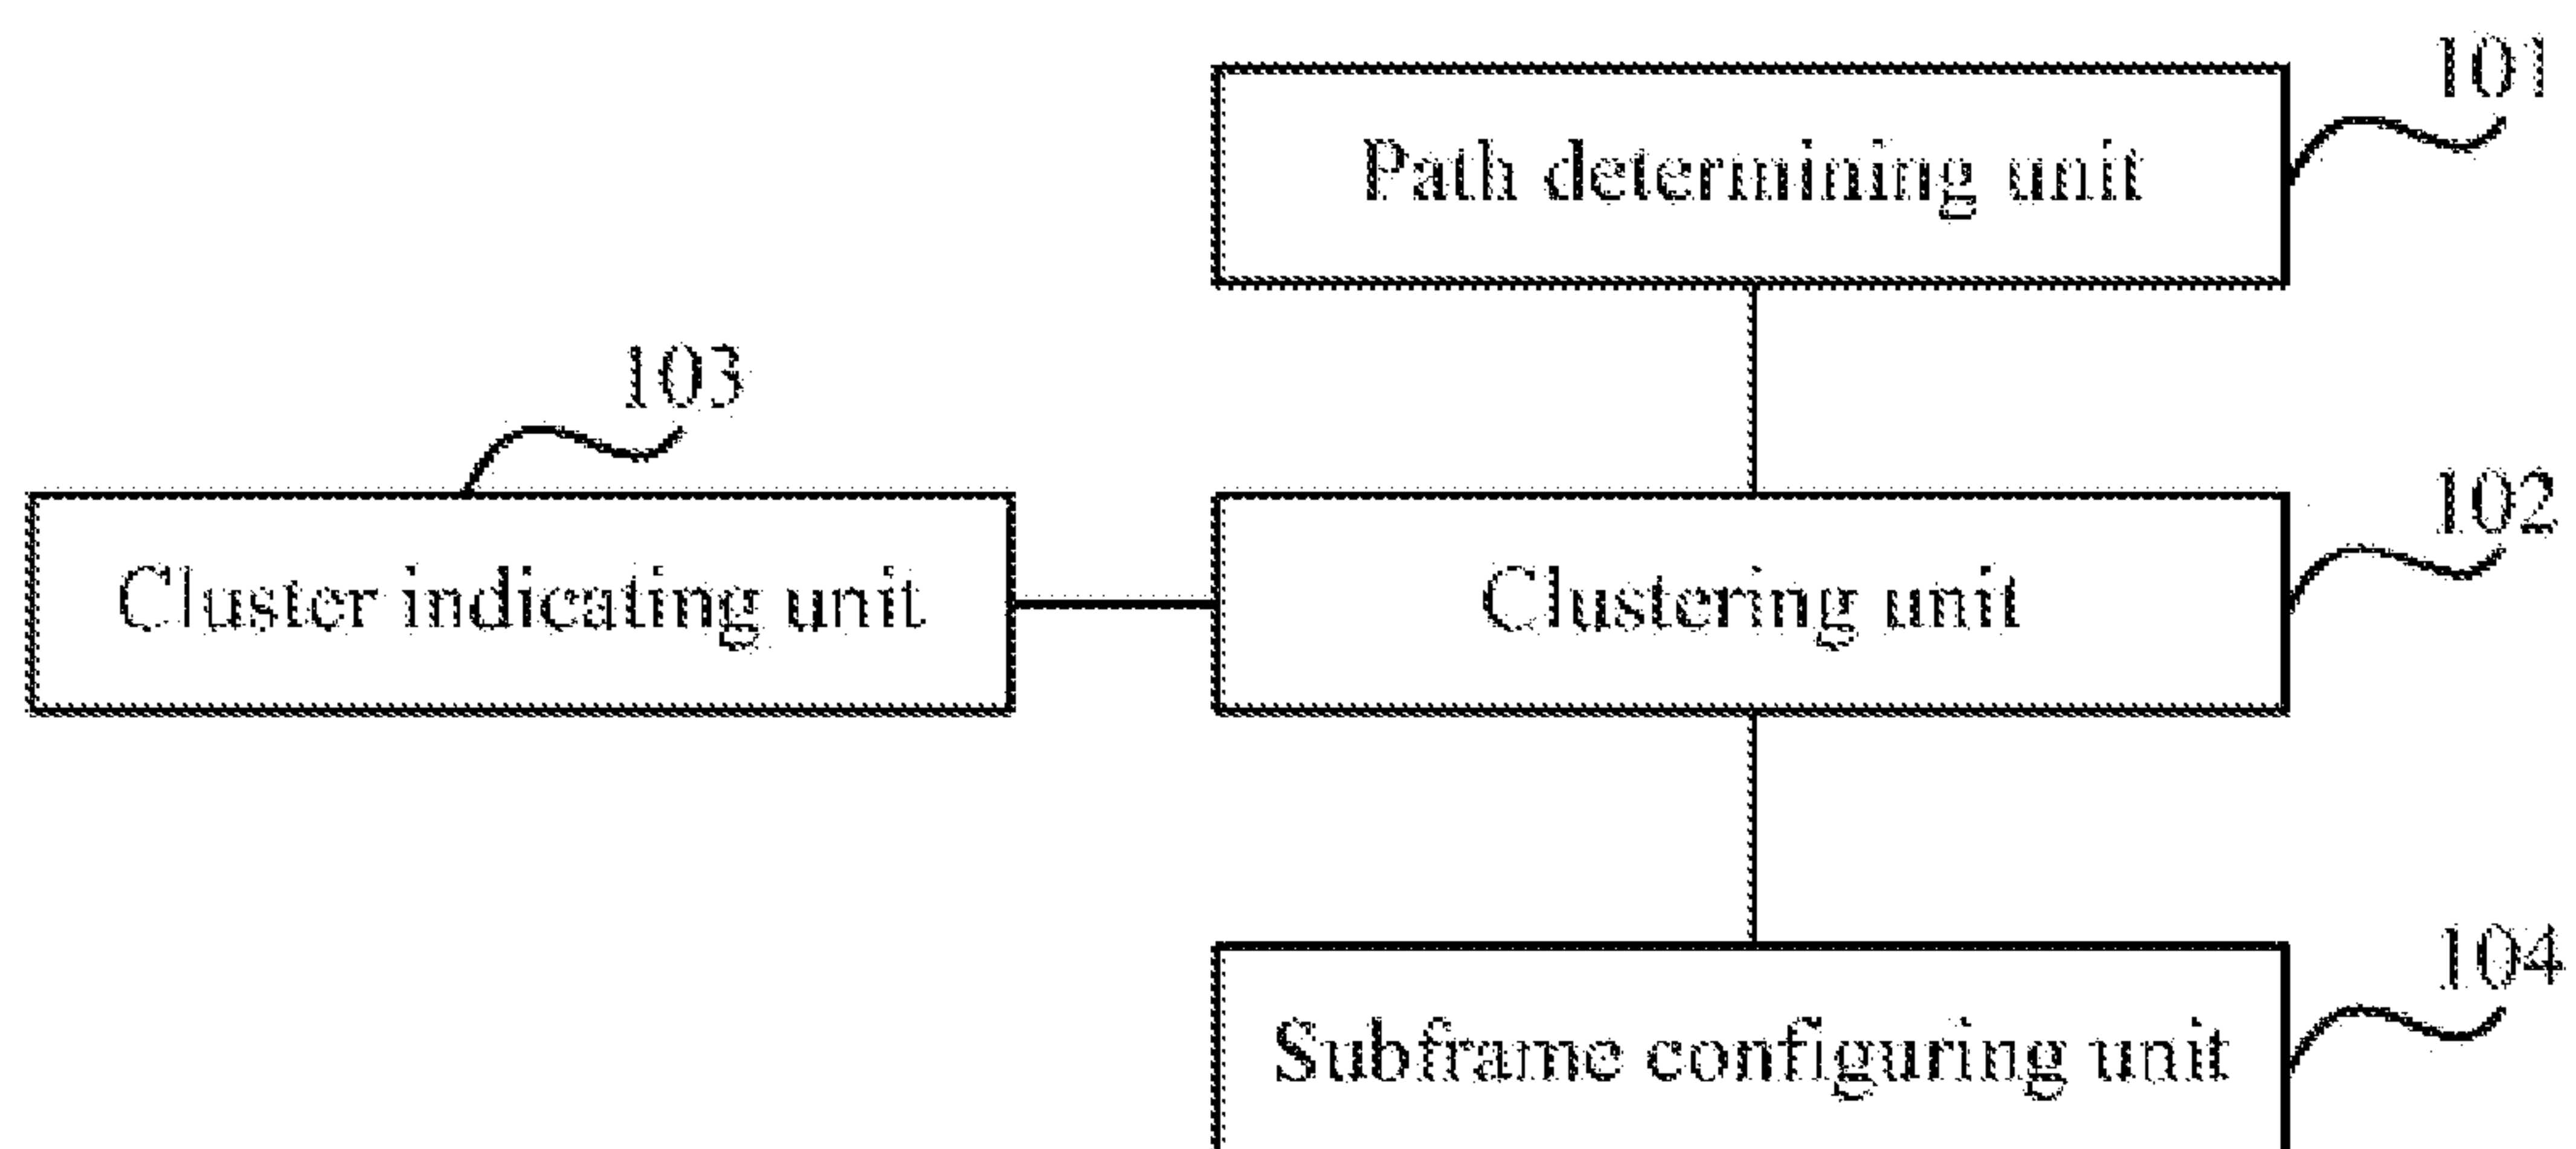 101
Path determining unit
103
102
Cluster indicating unit
Clustering unit
104
Subframe configuring unit